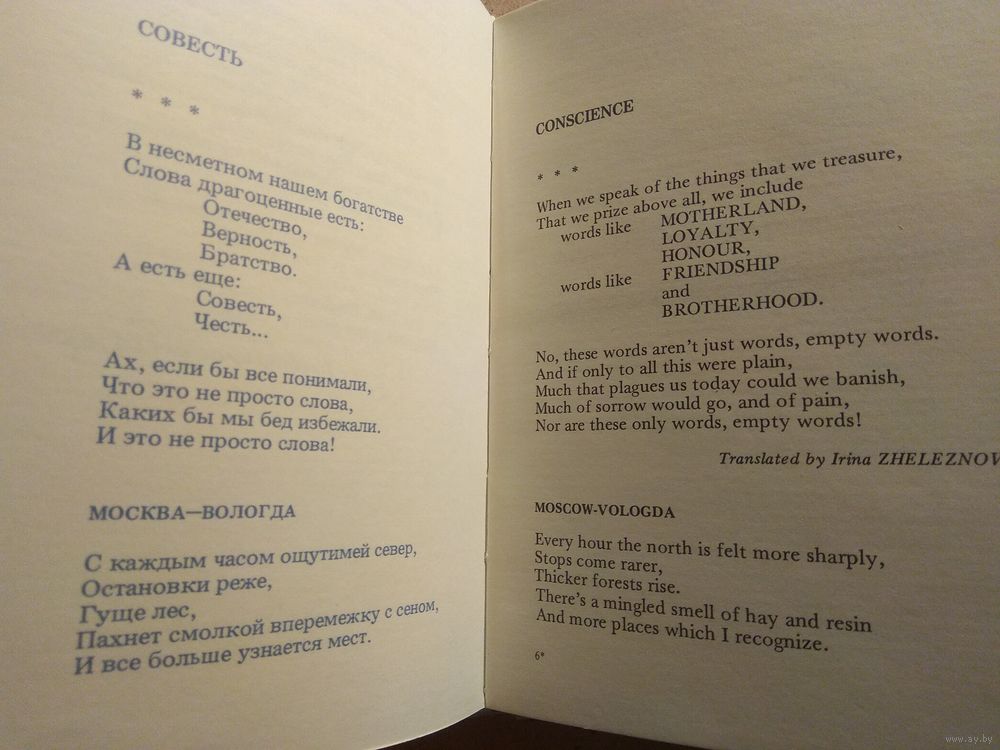 СОВЕСТЬ
* * *
В несметном нашем богатстве
Слова драгоценные есть:
Отечество,
Верность,
Братство.
А есть еще:
Совесть,
Честь...
Ах, если бы все понимали,
Что это не просто слова,
Каких бы мы бед избежали.
И это не просто слова!
МОСКВА—ВОЛОГДА
С каждым часом ощутимей север,
Остановки реже,
Гуще лес,
Пахнет смолкой вперемежку с сеном,
И все больше узнается мест.
CONSCIENCE
* * *
When we speak of the things that we treasure,
That we prize above all, we include
words like MOTHERLAND,
LOYALTY,
HONOUR,
words like FRIENDSHIP
and
BROTHERHOOD.
No, these words aren't just words, empty words.
And if only to all this were plain,
Much that plagues us today could we banish,
Much of sorrow would go, and of pain,
Nor are these only words, empty words!
Translated by Irina ZHELEZNOV
MOSCOW-VOLOGDA
Every hour the north is felt more sharply,
Stops come rarer,
Thicker forests rise.
There's a mingled smell of hay and resin
And more places which I recognize.
6*
www.ay.by